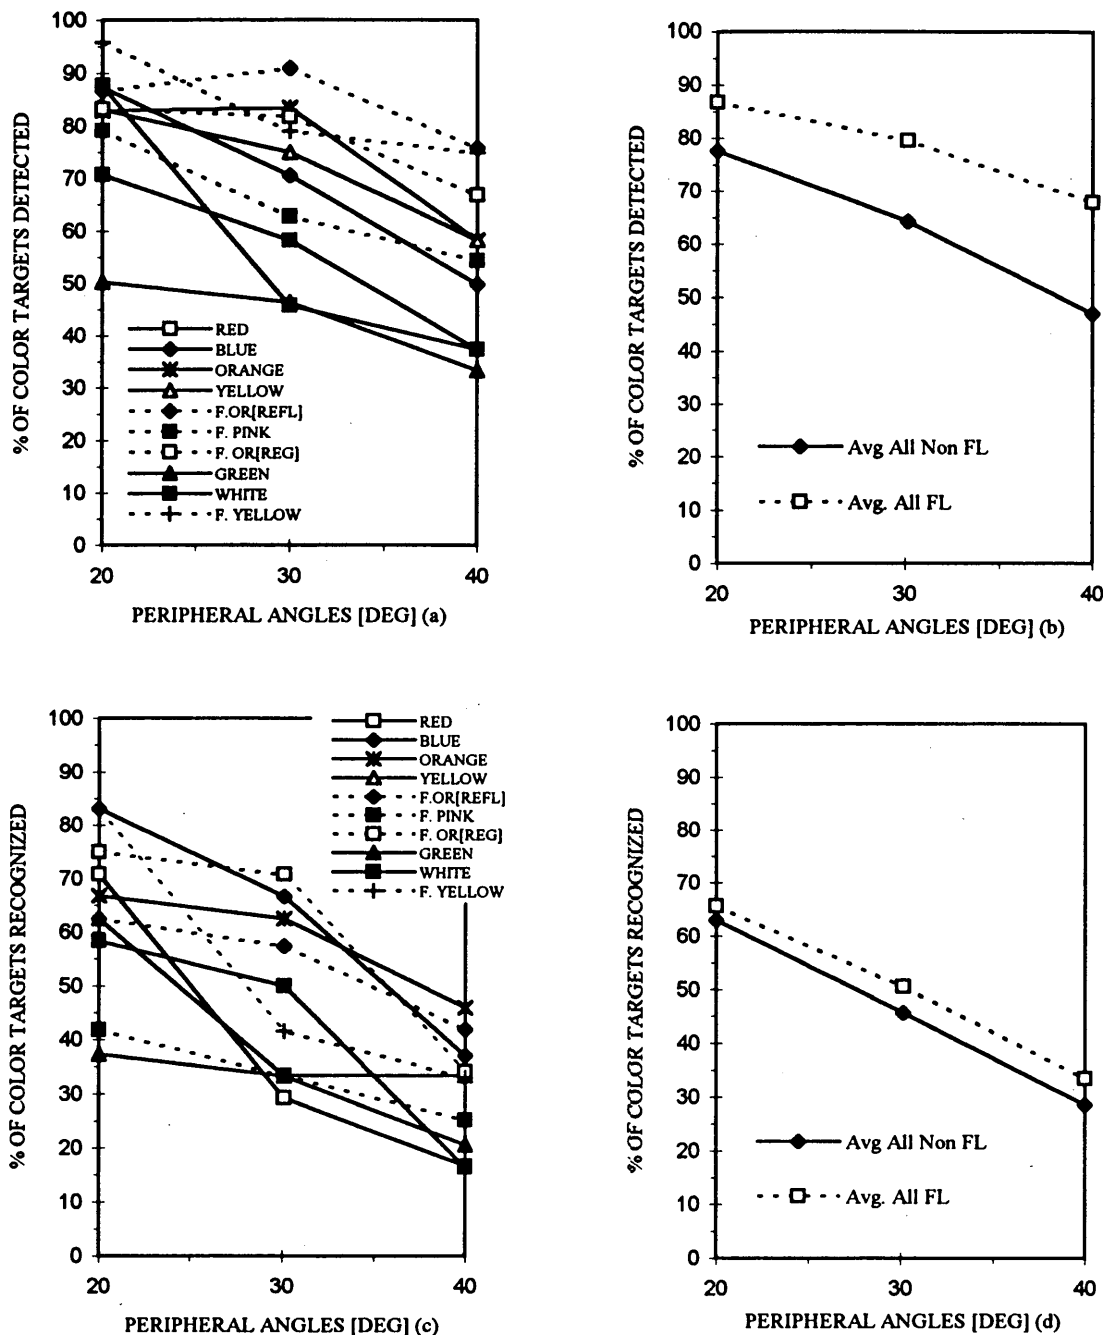 % OF COLOR TARGETS DETECTED
100
90
80
70
60
50
40
30
20
10
0
RED
BLUE
ORANGE
YELLOW
F.OR[REFL]
F. PINK
F. OR[REG]
GREEN
WHITE
F. YELLOW
20
30
40
PERIPHERAL ANGLES [DEG] (a)
% OF COLOR TARGETS DETECTED
100
90
80
70
60
50
40
30
20
10
0
Avg All Non FL
Avg. All FL
20
30
40
PERIPHERAL ANGLES [DEG] (b)
% OF COLOR TARGETS RECOGNIZED
100
90
80
70
60
50
40
30
20
10
0
RED
BLUE
ORANGE
YELLOW
F.OR[REFL]
F. PINK
F. OR[REG]
GREEN
WHITE
F. YELLOW
20
30
40
PERIPHERAL ANGLES [DEG] (c)
% OF COLOR TARGETS RECOGNIZED
100
90
80
70
60
50
40
30
20
10
0
Avg All Non FL
Avg. All FL
20
30
40
PERIPHERAL ANGLES [DEG] (d)